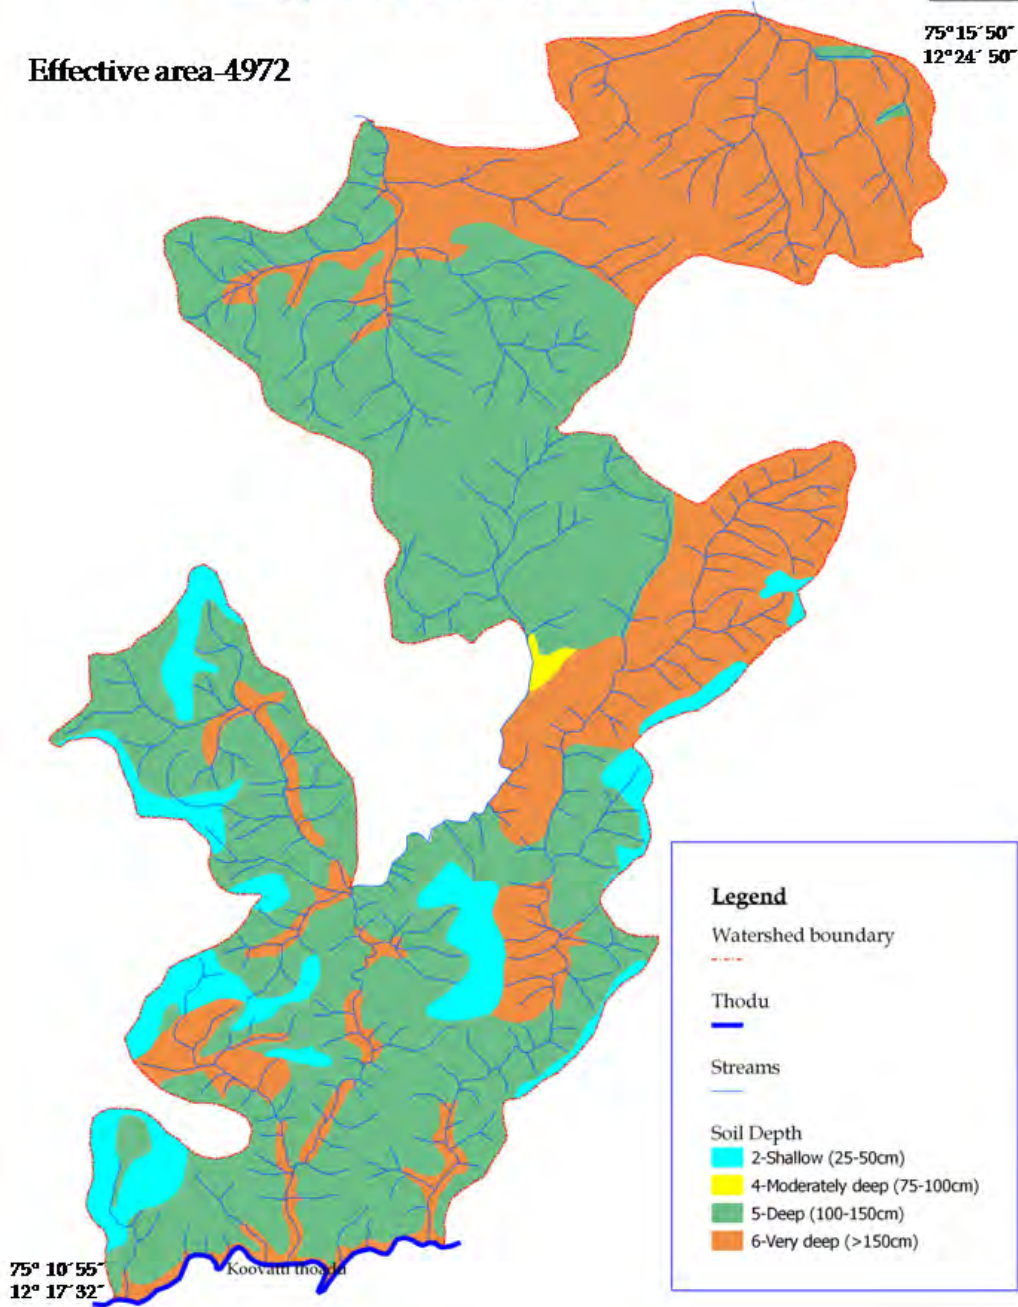 75° 15´ 50˝
12° 24´ 50˝
Effective area-4972
Legend
Watershed boundary
Thodu
Streams
Soil Depth
2-Shallow (25-50cm)
4-Moderately deep (75-100cm)
5-Deep (100-150cm)
6-Very deep (>150cm)
75° 10´ 55˝
12° 17´ 32˝